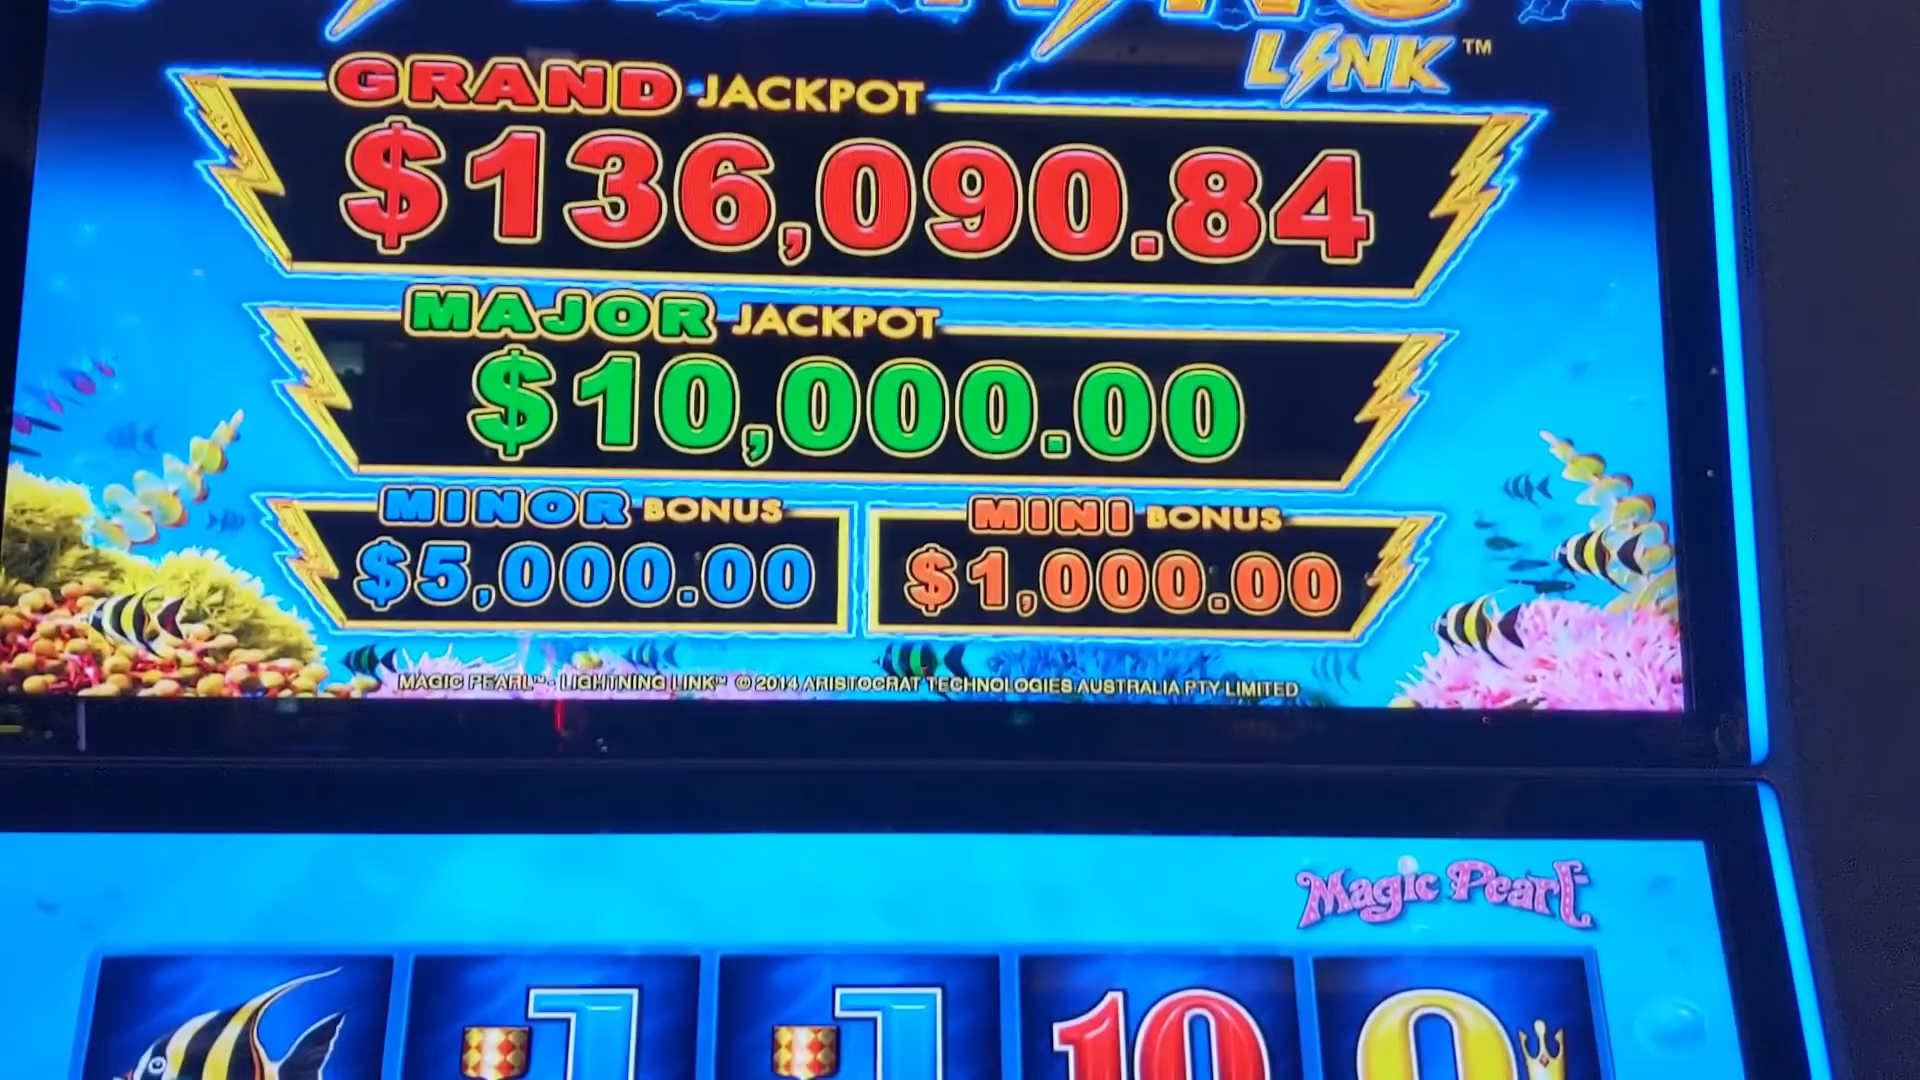 LINK™
GRAND JACKPOT
$136,090.84
MAJOR JACKPOT
$10,000.00
MINOR BONUS
$5,000.00
MINI BONUS
$1,000.00
MAGIC PEARL™ - LIGHTNING LINK™ © 2014 ARISTOCRAT TECHNOLOGIES AUSTRALIA PTY LIMITED
Magic Pearl
J J 10 Q